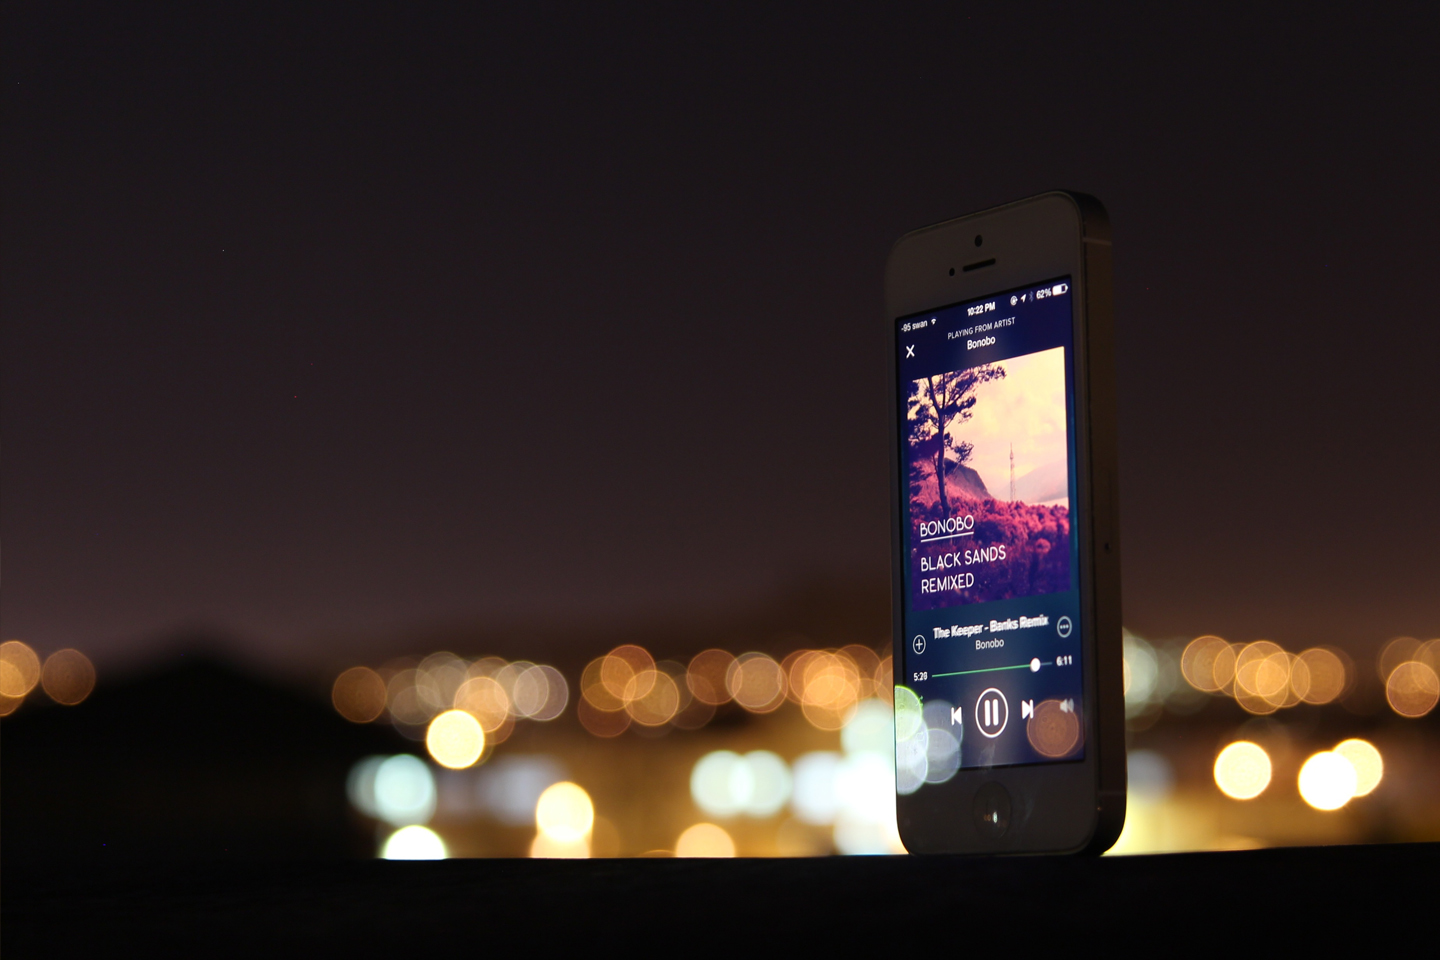 -95 swan 10:22 PM 62%
PLAYING FROM ARTIST
Bonobo
BONOBO
BLACK SANDS
REMIXED
The Keeper - Banks Remix
Bonobo
5:20 6:11